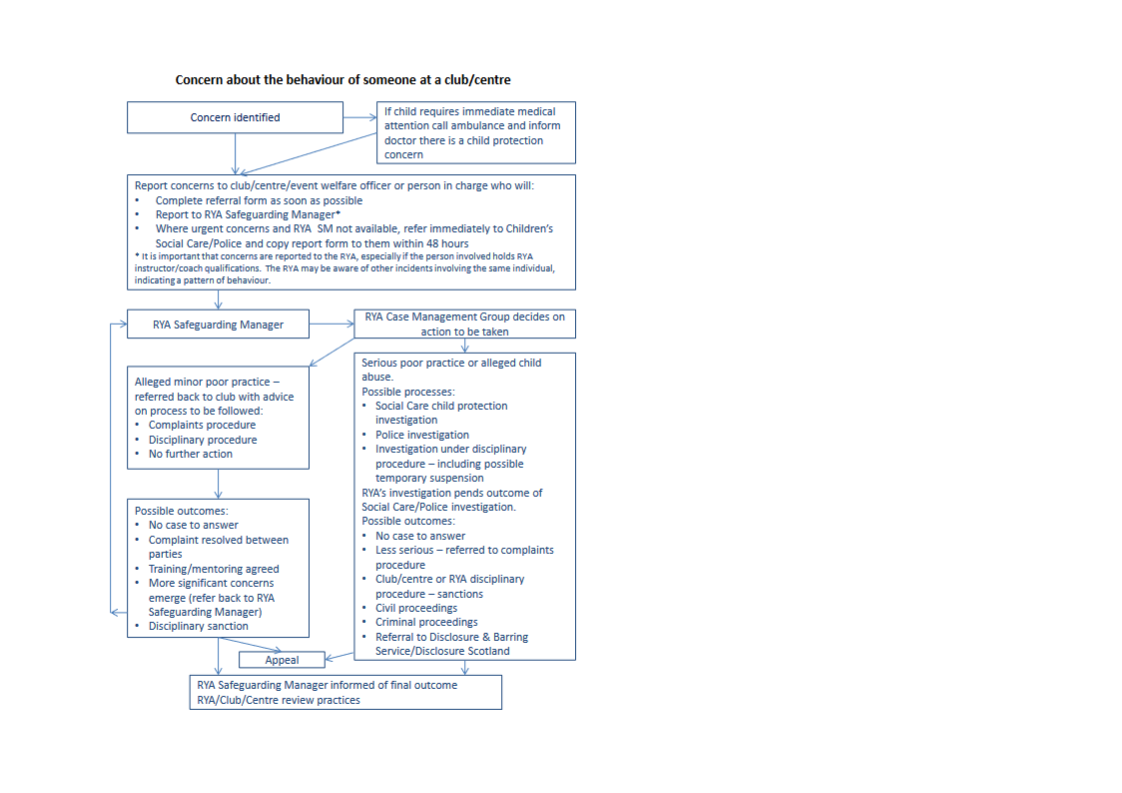 Concern about the behaviour of someone at a club/centre
Concern identified
If child requires immediate medical
attention call ambulance and inform
doctor there is a child protection
concern
Report concerns to club/centre/event welfare officer or person in charge who will:
• Complete referral form as soon as possible
• Report to RYA Safeguarding Manager*
• Where urgent concerns and RYA SM not available, refer immediately to Children's
Social Care/Police and copy report form to them within 48 hours
* It is important that concerns are reported to the RYA, especially if the person involved holds RYA
instructor/coach qualifications. The RYA may be aware of other incidents involving the same individual,
indicating a pattern of behaviour.
RYA Safeguarding Manager
RYA Case Management Group decides on
action to be taken
Alleged minor poor practice –
referred back to club with advice
on process to be followed:
• Complaints procedure
• Disciplinary procedure
• No further action
Possible outcomes:
• No case to answer
• Complaint resolved between
parties
• Training/mentoring agreed
• More significant concerns
emerge (refer back to RYA
Safeguarding Manager)
• Disciplinary sanction
Serious poor practice or alleged child
abuse.
Possible processes:
• Social Care child protection
investigation
• Police investigation
• Investigation under disciplinary
procedure – including possible
temporary suspension
RYA's investigation pends outcome of
Social Care/Police investigation.
Possible outcomes:
• No case to answer
• Less serious – referred to complaints
procedure
• Club/centre or RYA disciplinary
procedure – sanctions
• Civil proceedings
• Criminal proceedings
• Referral to Disclosure & Barring
Service/Disclosure Scotland
Appeal
RYA Safeguarding Manager informed of final outcome
RYA/Club/Centre review practices